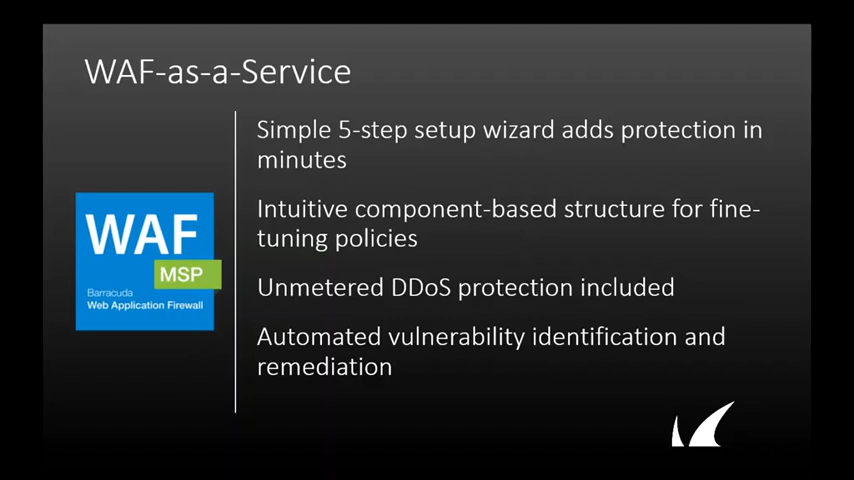 WAF-as-a-Service
Simple 5-step setup wizard adds protection in
minutes
Intuitive component-based structure for fine-
tuning policies
Unmetered DDoS protection included
Automated vulnerability identification and
remediation
WAF
MSP
Barracuda
Web Application Firewall